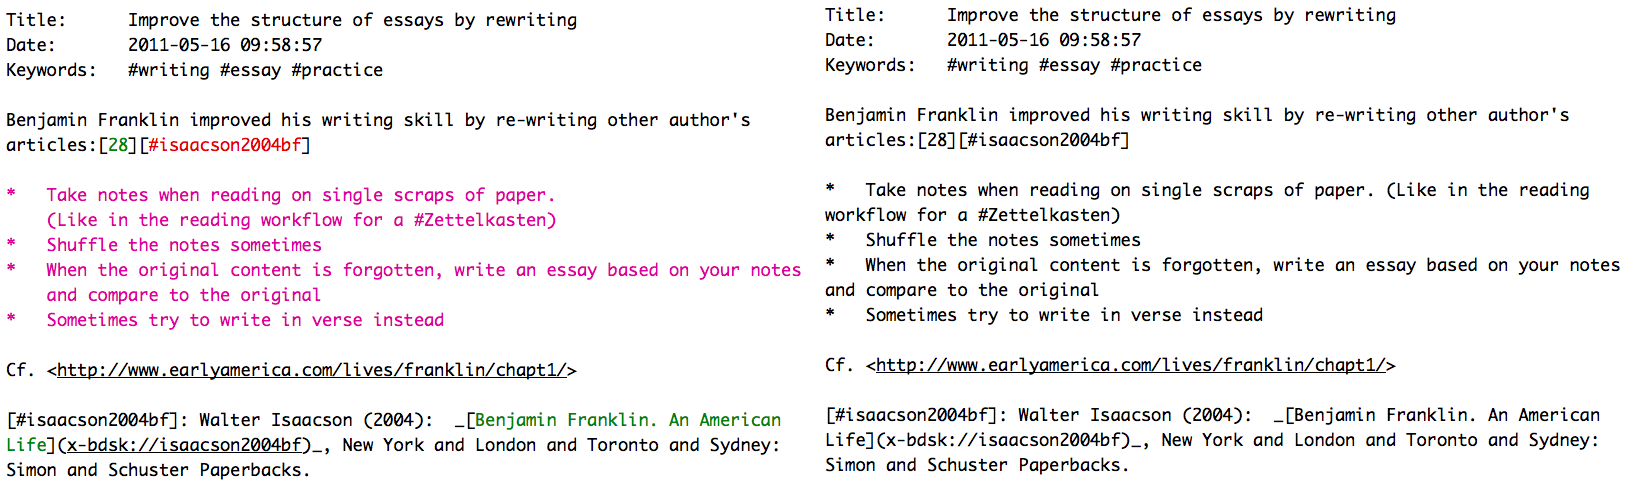 Title:      Improve the structure of essays by rewriting
Date:       2011-05-16 09:58:57
Keywords:   #writing #essay #practice
Benjamin Franklin improved his writing skill by re-writing other author's
articles:[28][#isaacson2004bf]
*   Take notes when reading on single scraps of paper.
    (Like in the reading workflow for a #Zettelkasten)
*   Shuffle the notes sometimes
*   When the original content is forgotten, write an essay based on your notes
    and compare to the original
*   Sometimes try to write in verse instead
Cf. <http://www.earlyamerica.com/lives/franklin/chapt1/>
[#isaacson2004bf]: Walter Isaacson (2004):  _[Benjamin Franklin. An American
Life](x-bdsk://isaacson2004bf)_, New York and London and Toronto and Sydney:
Simon and Schuster Paperbacks.
Title:      Improve the structure of essays by rewriting
Date:       2011-05-16 09:58:57
Keywords:   #writing #essay #practice
Benjamin Franklin improved his writing skill by re-writing other author's
articles:[28][#isaacson2004bf]
*   Take notes when reading on single scraps of paper. (Like in the reading
workflow for a #Zettelkasten)
*   Shuffle the notes sometimes
*   When the original content is forgotten, write an essay based on your notes
and compare to the original
*   Sometimes try to write in verse instead
Cf. <http://www.earlyamerica.com/lives/franklin/chapt1/>
[#isaacson2004bf]: Walter Isaacson (2004):  _[Benjamin Franklin. An American
Life](x-bdsk://isaacson2004bf)_, New York and London and Toronto and Sydney:
Simon and Schuster Paperbacks.